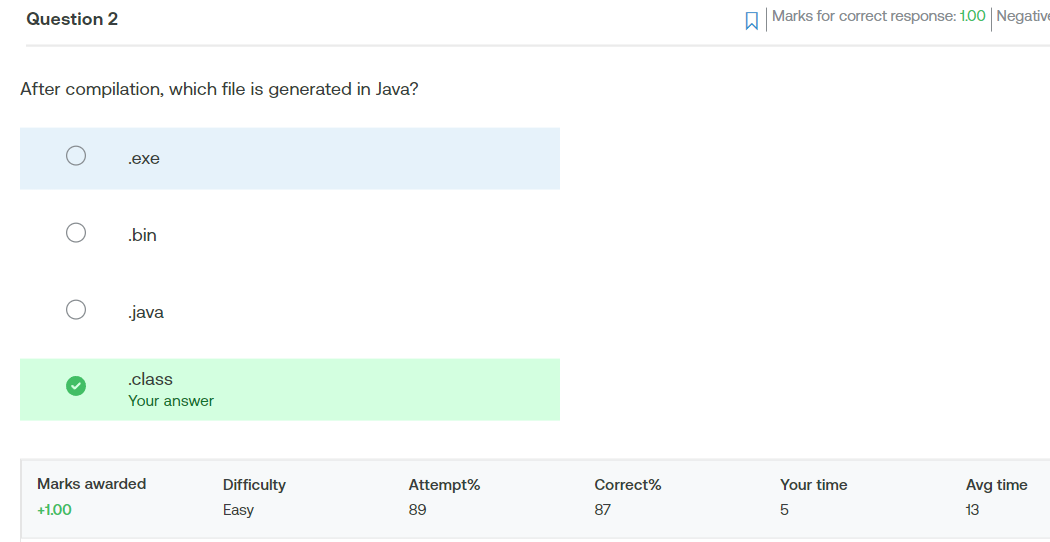 Question 2
Marks for correct response: 1.00 Negative
After compilation, which file is generated in Java?
.exe
.bin
.java
.class
Your answer
Marks awarded Difficulty Attempt% Correct% Your time Avg time
+1.00 Easy 89 87 5 13